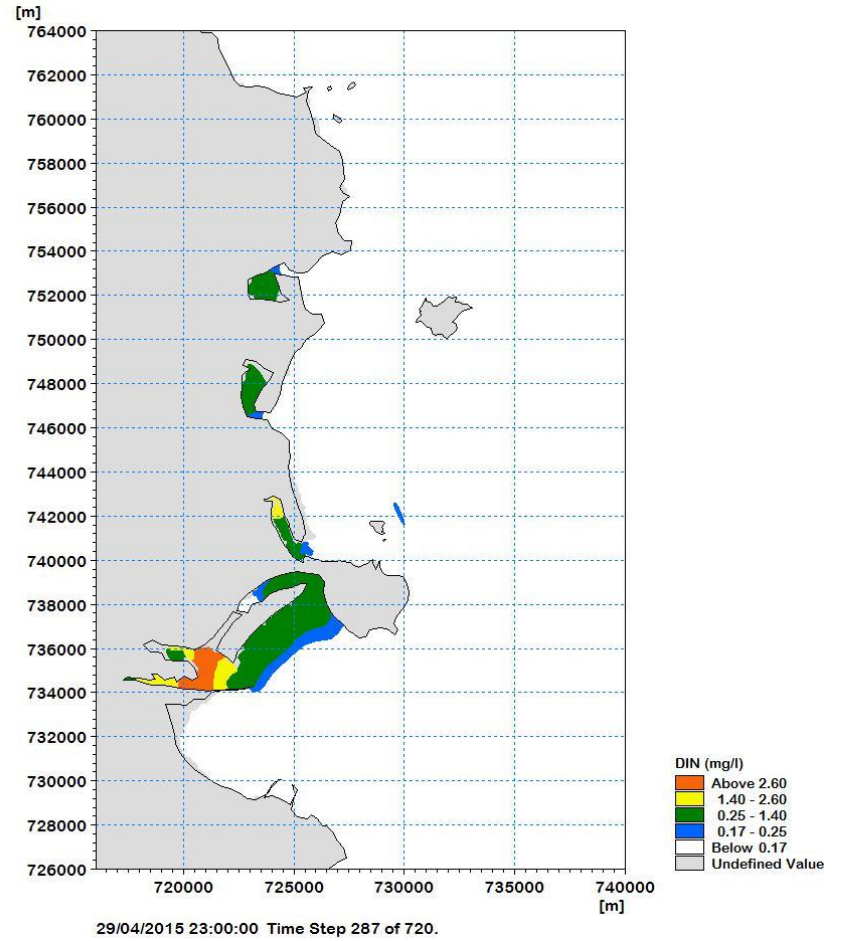 [m]
764000
762000
760000
758000
756000
754000
752000
750000
748000
746000
744000
742000
740000
738000
736000
734000
732000
730000
728000
726000
720000 725000 730000 735000 740000
[m]
DIN (mg/l)
Above 2.60
1.40 - 2.60
0.25 - 1.40
0.17 - 0.25
Below 0.17
Undefined Value
29/04/2015 23:00:00 Time Step 287 of 720.